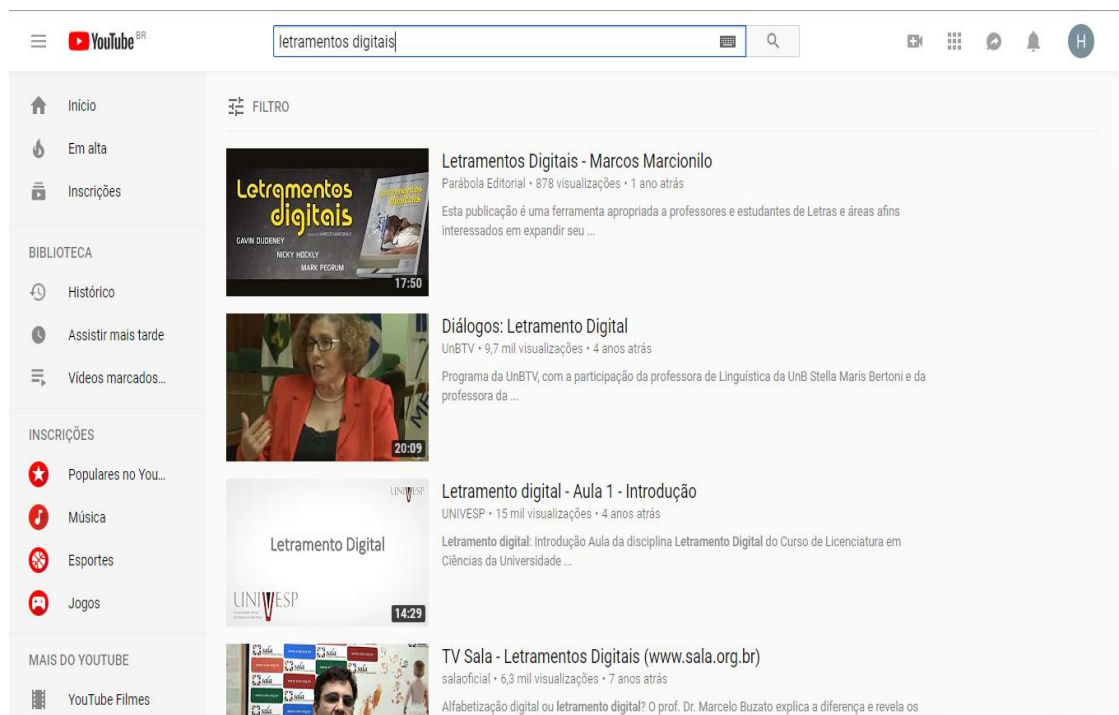 YouTube BR
letramentos digitais
H
Início
Em alta
Inscrições
BIBLIOTECA
Histórico
Assistir mais tarde
Vídeos marcados...
INSCRIÇÕES
Populares no You...
Música
Esportes
Jogos
MAIS DO YOUTUBE
YouTube Filmes
FILTRO
Letramentos
digitais
GAVIN DUDENEY
NICKY HOCKLY
MARK PEGRUM
17:50
Letramentos Digitais - Marcos Marcionilo
Parábola Editorial • 878 visualizações • 1 ano atrás
Esta publicação é uma ferramenta apropriada a professores e estudantes de Letras e áreas afins
interessados em expandir seu ...
20:09
Diálogos: Letramento Digital
UnBTV • 9,7 mil visualizações • 4 anos atrás
Programa da UnBTV, com a participação da professora de Linguística da UnB Stella Maris Bertoni e da
professora da ...
UNIVESP
Letramento Digital
UNIVESP
14:29
Letramento digital - Aula 1 - Introdução
UNIVESP • 15 mil visualizações • 4 anos atrás
Letramento digital: Introdução Aula da disciplina Letramento Digital do Curso de Licenciatura em
Ciências da Universidade ...
TV Sala - Letramentos Digitais (www.sala.org.br)
salaoficial • 6,3 mil visualizações • 7 anos atrás
Alfabetização digital ou letramento digital? O prof. Dr. Marcelo Buzato explica a diferença e revela os